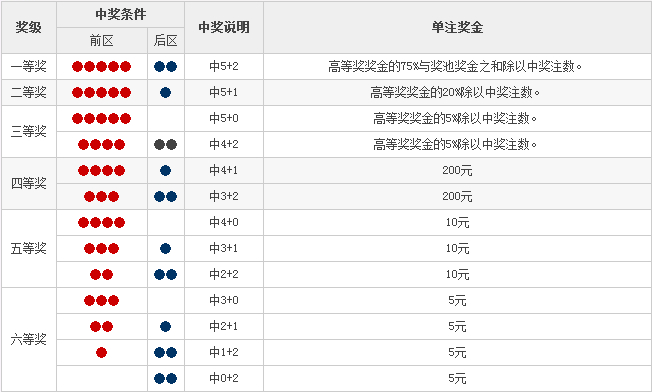 奖级 中奖条件 中奖说明 单注奖金
前区 后区
一等奖 中5+2 高等奖奖金的75%与奖池奖金之和除以中奖注数。
二等奖 中5+1 高等奖奖金的20%除以中奖注数。
三等奖 中5+0 高等奖奖金的5%除以中奖注数。
中4+2 高等奖奖金的5%除以中奖注数。
四等奖 中4+1 200元
中3+2 200元
五等奖 中4+0 10元
中3+1 10元
中2+2 10元
六等奖 中3+0 5元
中2+1 5元
中1+2 5元
中0+2 5元